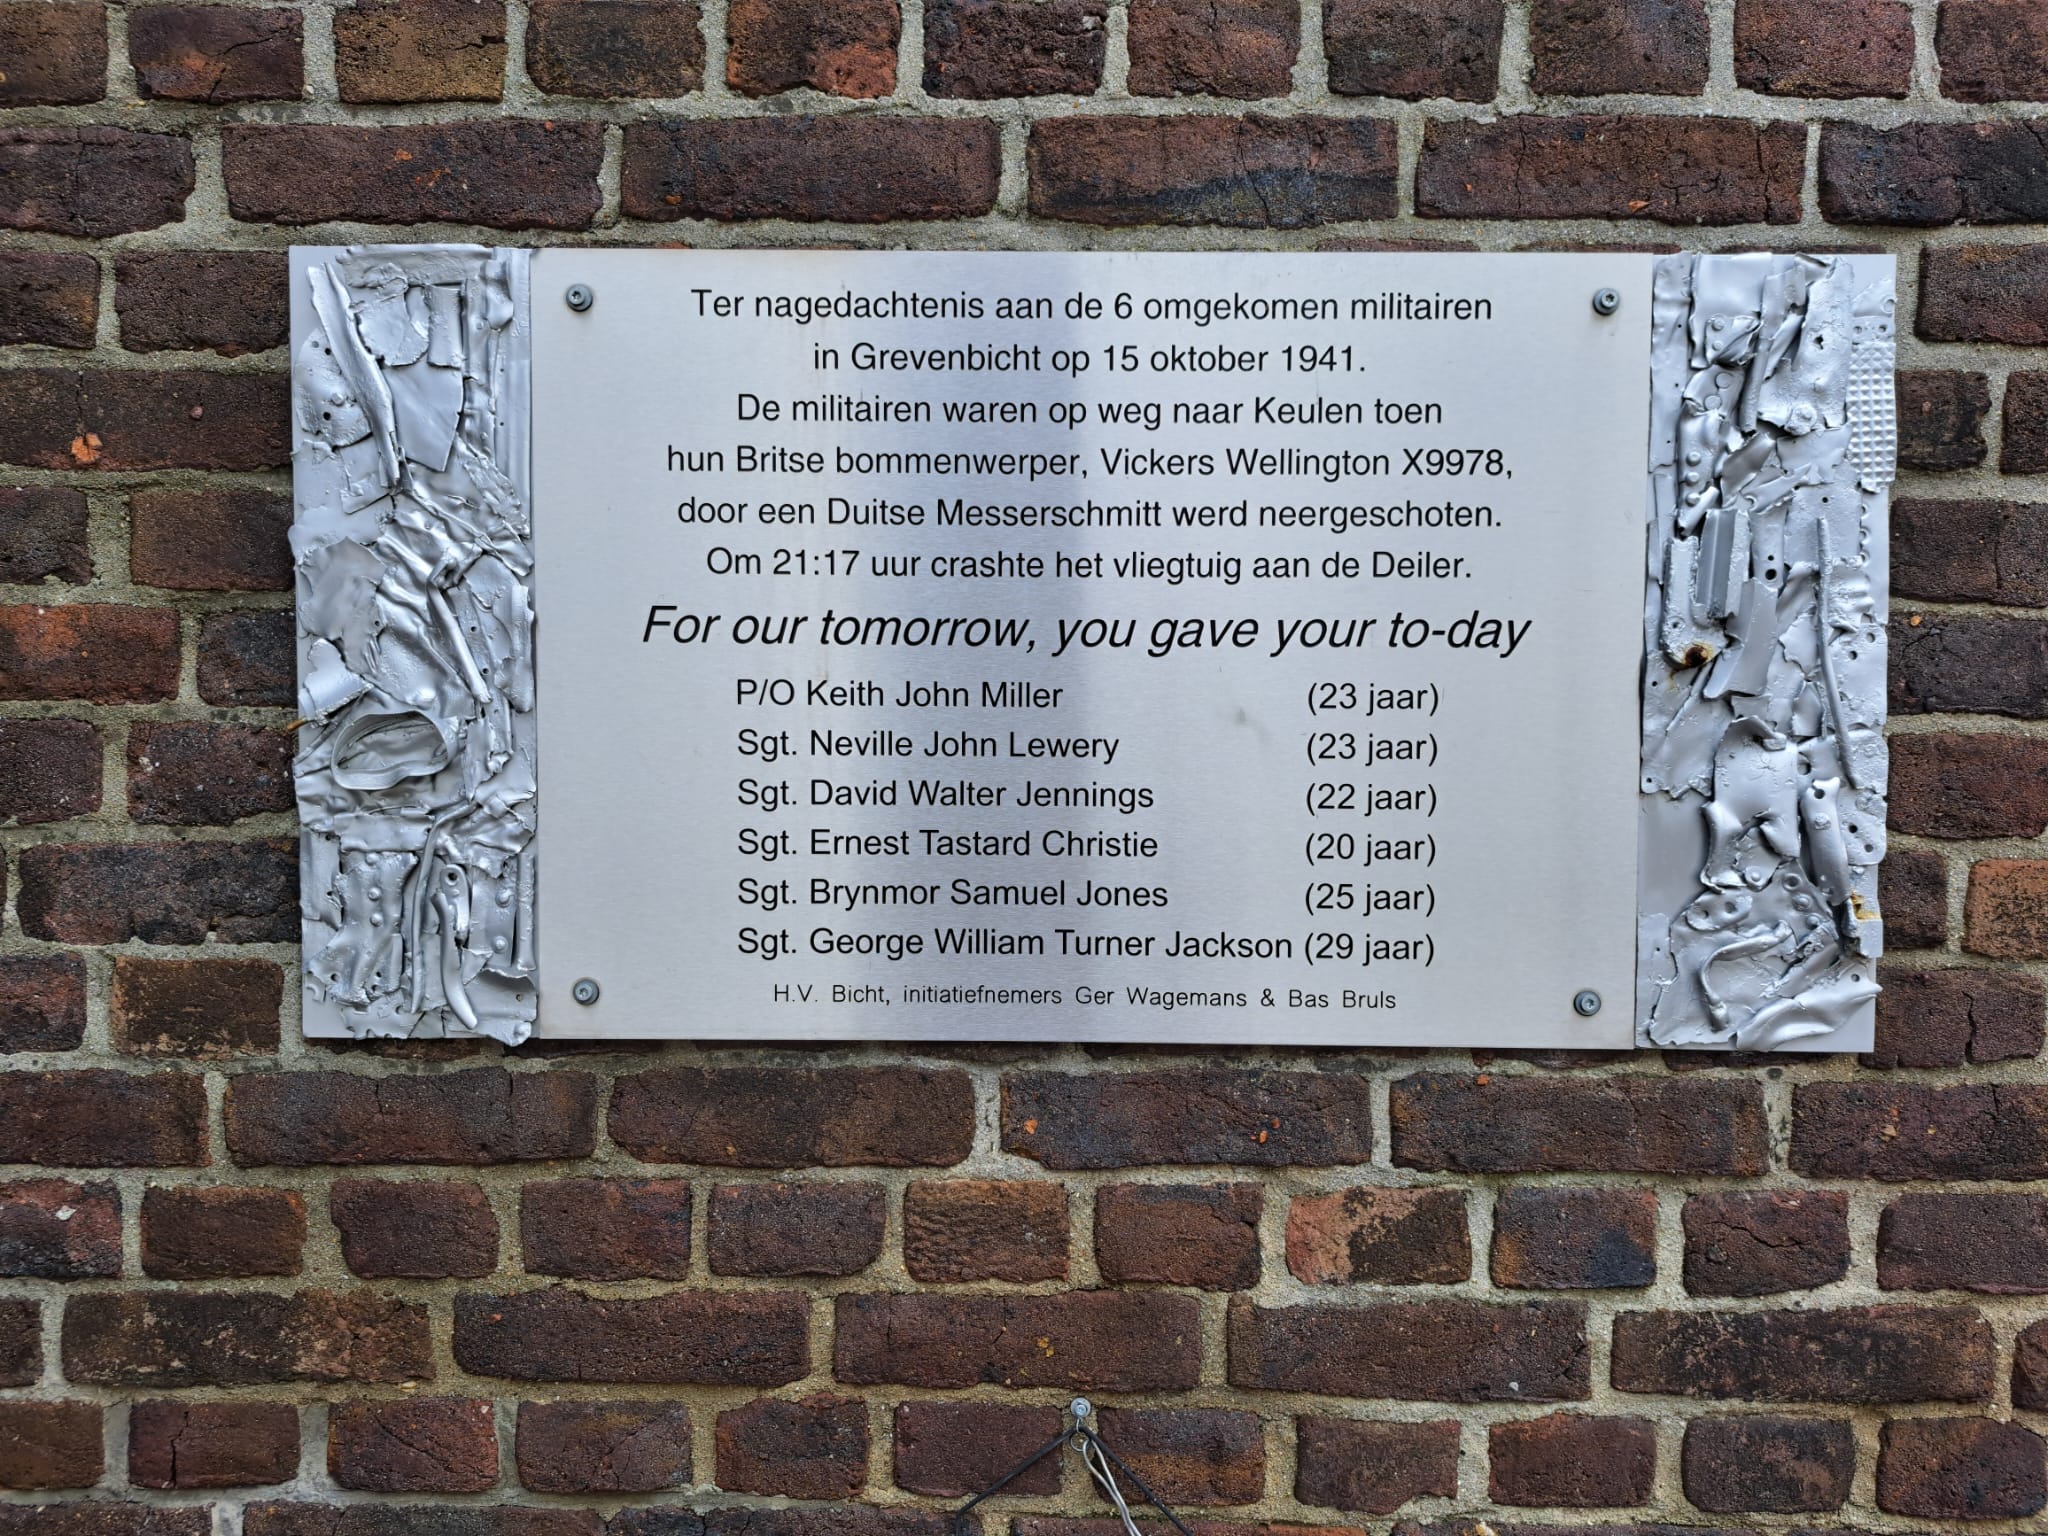 Ter nagedachtenis aan de 6 omgekomen militairen
in Grevenbicht op 15 oktober 1941.
De militairen waren op weg naar Keulen toen
hun Britse bommenwerper, Vickers Wellington X9978,
door een Duitse Messerschmitt werd neergeschoten.
Om 21:17 uur crashte het vliegtuig aan de Deiler.
For our tomorrow, you gave your to-day
P/O Keith John Miller (23 jaar)
Sgt. Neville John Lewery (23 jaar)
Sgt. David Walter Jennings (22 jaar)
Sgt. Ernest Tastard Christie (20 jaar)
Sgt. Brynmor Samuel Jones (25 jaar)
Sgt. George William Turner Jackson (29 jaar)
H.V. Bicht, initiatiefnemers Ger Wagemans & Bas Bruls